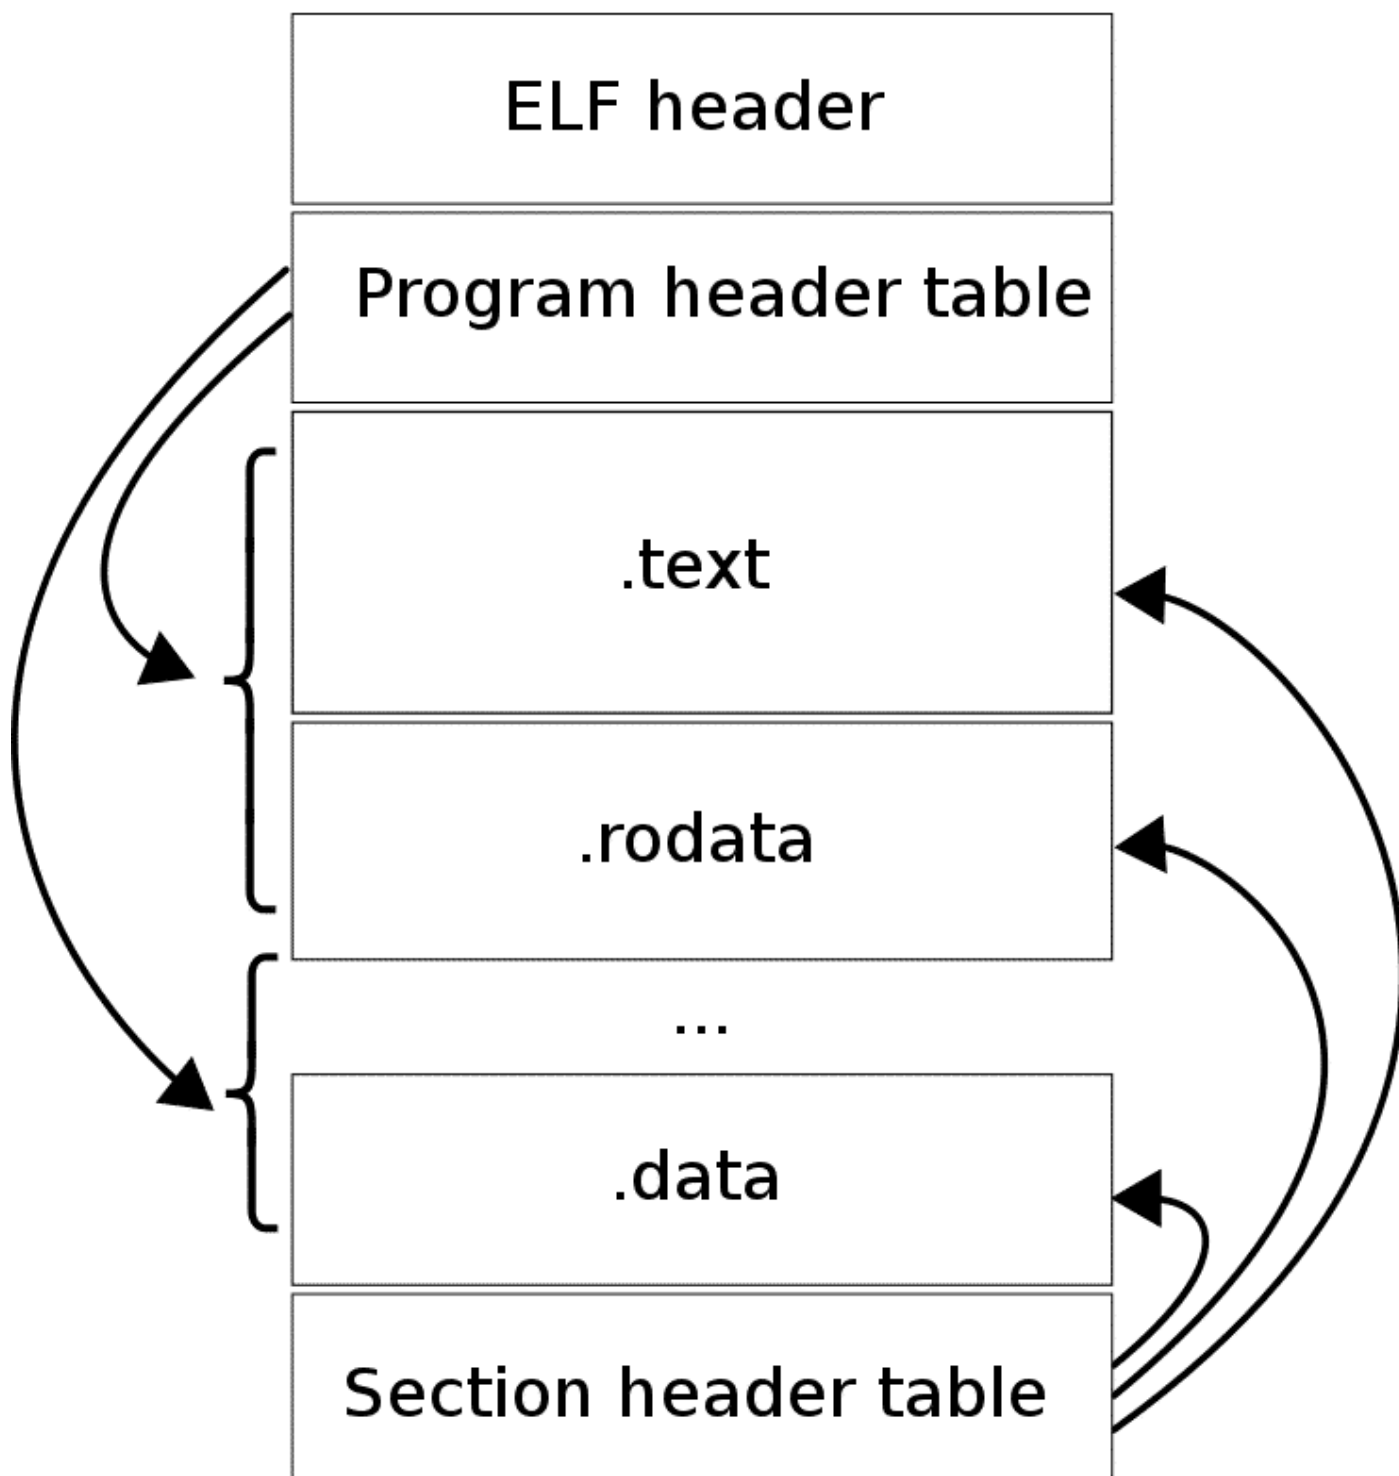 ELF header
Program header table
.text
.rodata
...
.data
Section header table